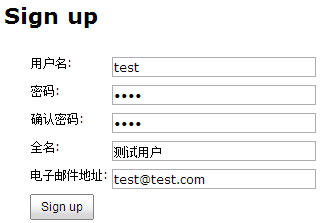 Sign up
用户名: test
密码: ••••
确认密码: ••••
全名: 测试用户
电子邮件地址: test@test.com
Sign up